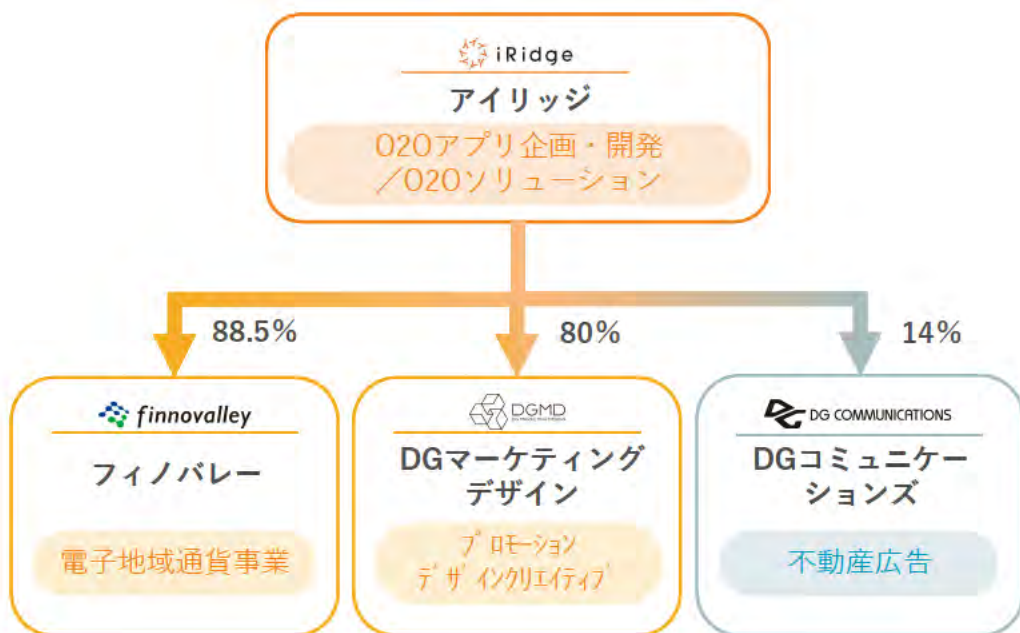 iRidge
アイリッジ
O2Oアプリ企画・開発
／O2Oソリューション
88.5%
80%
14%
finnovalley
フィノバレー
電子地域通貨事業
DGMD
DGマーケティング
デザイン
プロモーション
デザインクリエイティブ
DG COMMUNICATIONS
DGコミュニケー
ションズ
不動産広告